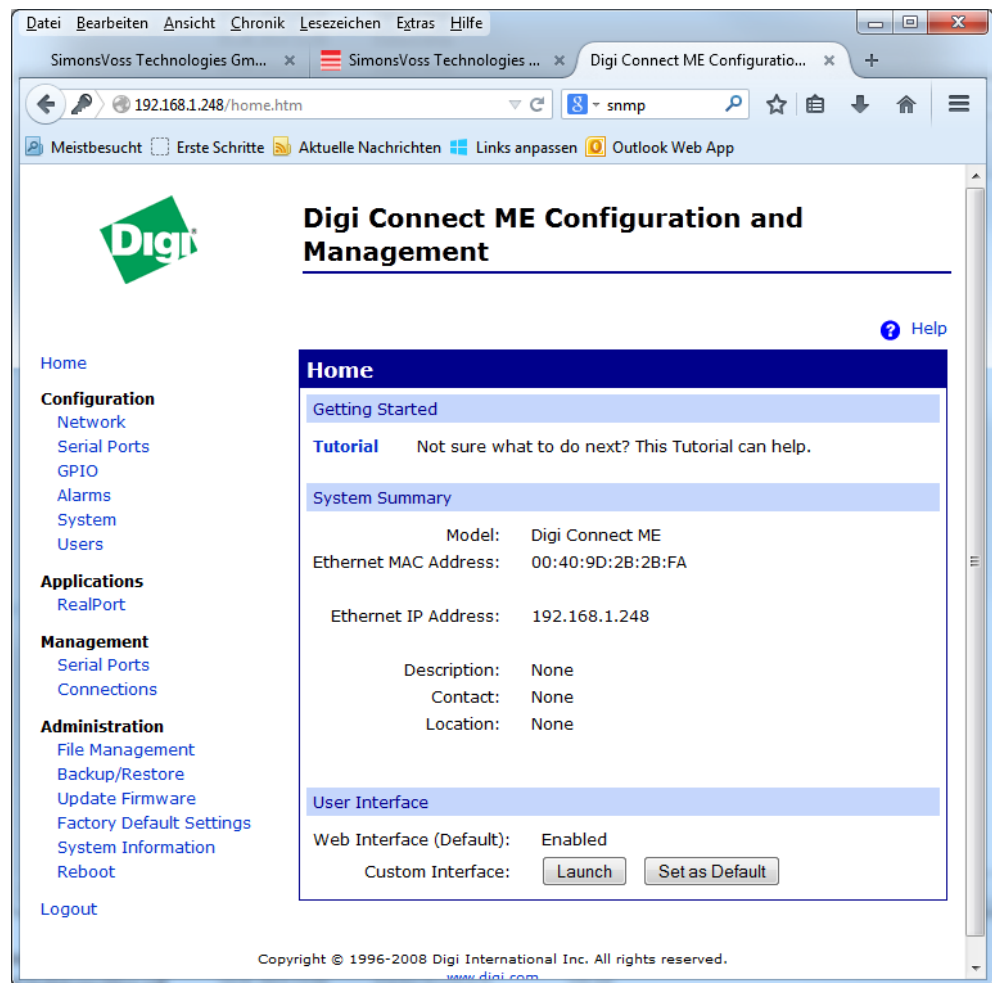 Datei Bearbeiten Ansicht Chronik Lesezeichen Extras Hilfe
SimonsVoss Technologies Gm... SimonsVoss Technologies ... Digi Connect ME Configuratio...
192.168.1.248/home.htm snmp
Meistbesucht Erste Schritte Aktuelle Nachrichten Links anpassen Outlook Web App
Digi
Digi Connect ME Configuration and
Management
Help
Home
Configuration
Network
Serial Ports
GPIO
Alarms
System
Users
Applications
RealPort
Management
Serial Ports
Connections
Administration
File Management
Backup/Restore
Update Firmware
Factory Default Settings
System Information
Reboot
Logout
Home
Getting Started
Tutorial Not sure what to do next? This Tutorial can help.
System Summary
Model: Digi Connect ME
Ethernet MAC Address: 00:40:9D:2B:2B:FA
Ethernet IP Address: 192.168.1.248
Description: None
Contact: None
Location: None
User Interface
Web Interface (Default): Enabled
Custom Interface: Launch Set as Default
Copyright © 1996-2008 Digi International Inc. All rights reserved.
www.digi.com